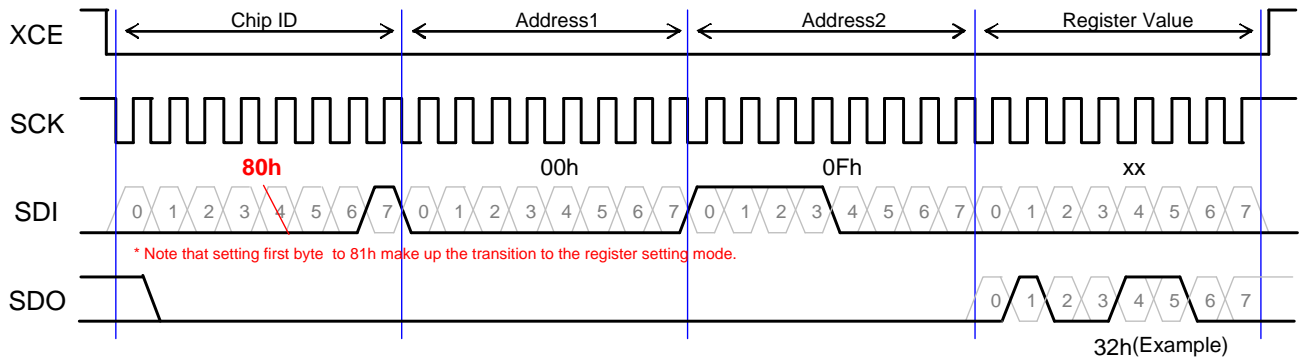 XCE
Chip ID Address1 Address2 Register Value
SCK
80h 00h 0Fh xx
SDI 0 1 2 3 4 5 6 7 0 1 2 3 4 5 6 7 0 1 2 3 4 5 6 7 0 1 2 3 4 5 6 7
* Note that setting first byte to 81h make up the transition to the register setting mode.
SDO 0 1 2 3 4 5 6 7
32h(Example)